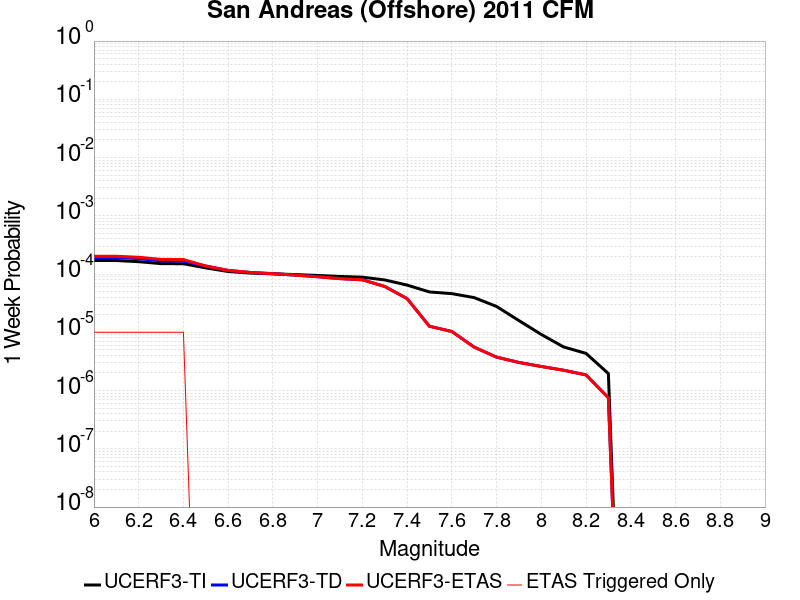 San Andreas (Offshore) 2011 CFM
10 0
10 -1
10 -2
10 -3
10 -4
10 -5
10 -6
10 -7
10 -8
1 Week Probability
6 6.2 6.4 6.6 6.8 7 7.2 7.4 7.6 7.8 8 8.2 8.4 8.6 8.8 9
Magnitude
UCERF3-TI UCERF3-TD UCERF3-ETAS ETAS Triggered Only